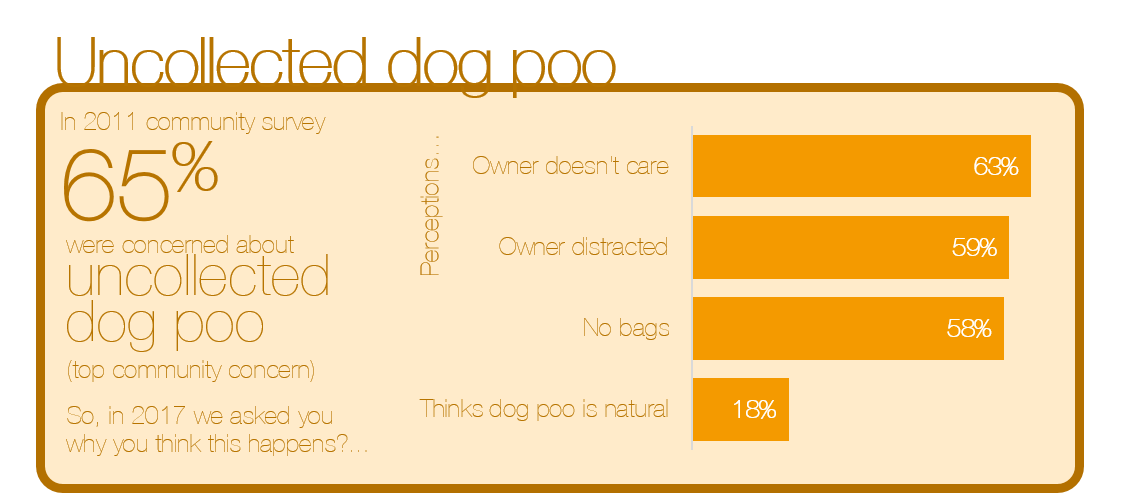 Uncollected dog poo
In 2011 community survey
65%
were concerned about
uncollected
dog poo
(top community concern)
So, in 2017 we asked you
why you think this happens?...
Perceptions...
Owner doesn't care 63%
Owner distracted 59%
No bags 58%
Thinks dog poo is natural 18%